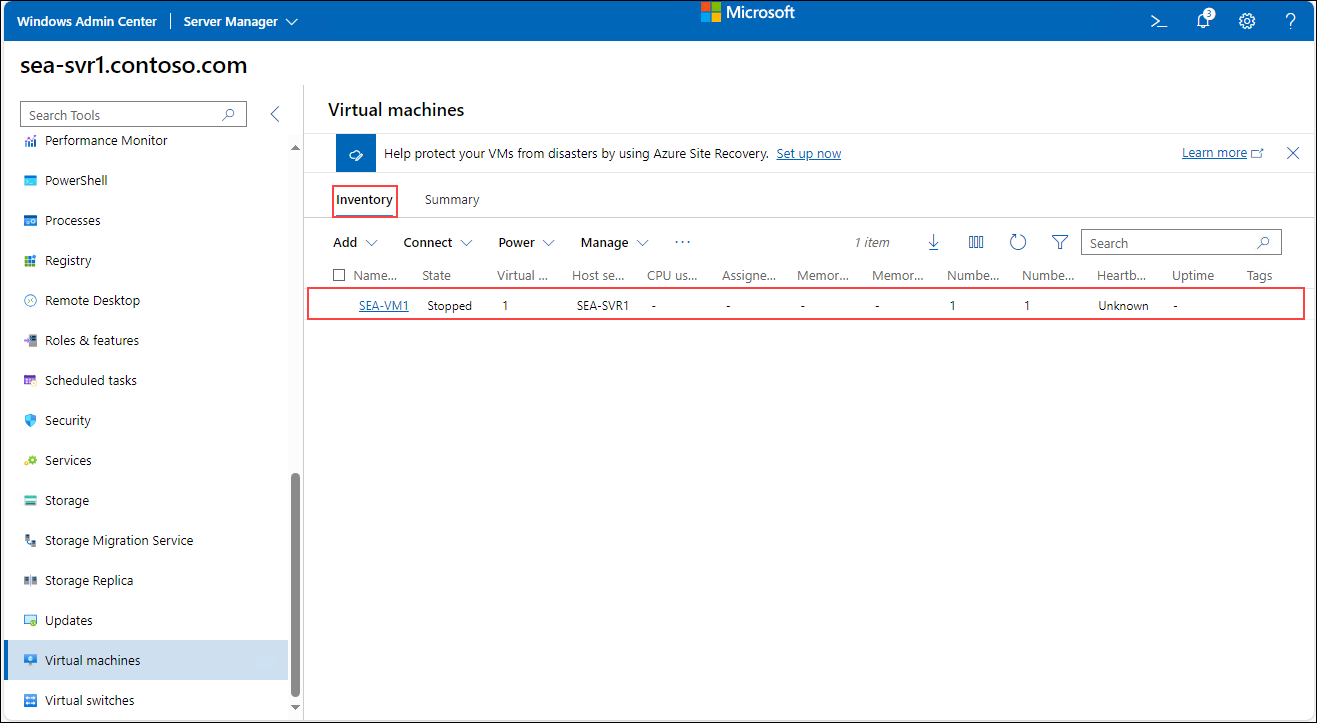 Windows Admin Center
Server Manager
Microsoft
3
sea-svr1.contoso.com
Search Tools
Performance Monitor
PowerShell
Processes
Registry
Remote Desktop
Roles & features
Scheduled tasks
Security
Services
Storage
Storage Migration Service
Storage Replica
Updates
Virtual machines
Virtual switches
Virtual machines
Help protect your VMs from disasters by using Azure Site Recovery. Set up now
Learn more
Inventory Summary
Add Connect Power Manage ... 1 item Search
Name... State Virtual ... Host se... CPU us... Assigne... Memor... Memor... Numbe... Numbe... Heartb... Uptime Tags
SEA-VM1 Stopped 1 SEA-SVR1 - - - - 1 1 Unknown -